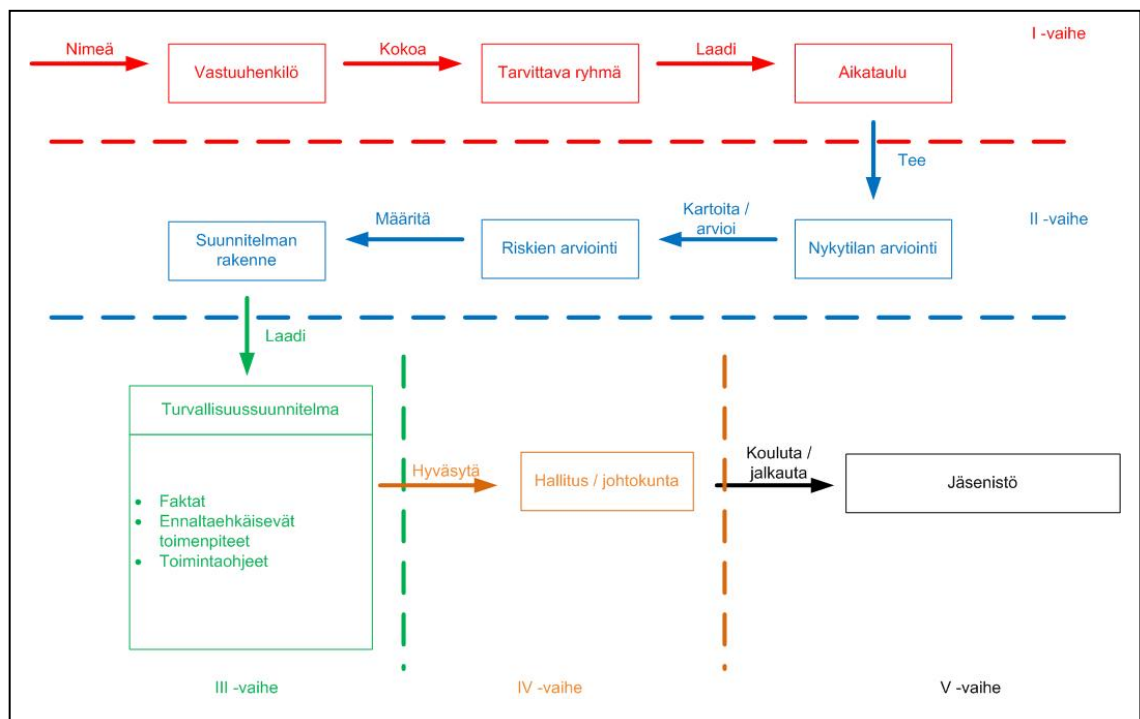 I -vaihe
Nimeä
Vastuuhenkilö
Kokoa
Tarvittava ryhmä
Laadi
Aikataulu
Tee
II -vaihe
Nykytilan arviointi
Kartoita /
arvioi
Riskien arviointi
Määritä
Suunnitelman
rakenne
Laadi
Turvallisuussuunnitelma
• Faktat
• Ennaltaehkäisevät
toimenpiteet
• Toimintaohjeet
III -vaihe
Hyväsytä
Hallitus / johtokunta
IV -vaihe
Kouluta /
jalkauta
Jäsenistö
V -vaihe